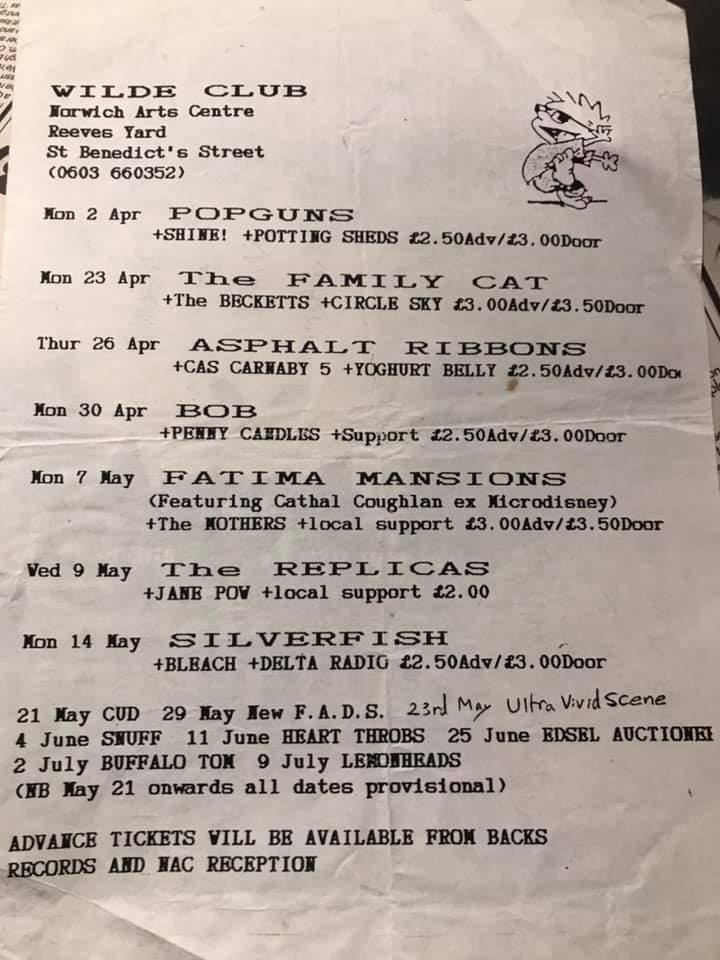 WILDE CLUB
Norwich Arts Centre
Reeves Yard
St Benedict's Street
(0603 660352)
Mon 2 Apr POPGUNS
+SHINE! +POTTING SHEDS £2.50Adv/£3.00Door
Mon 23 Apr The FAMILY CAT
+The BECKETTS +CIRCLE SKY £3.00Adv/£3.50Door
Thur 26 Apr ASPHALT RIBBONS
+CAS CARNABY 5 +YOGHURT BELLY £2.50Adv/£3.00Do
Mon 30 Apr BOB
+PENNY CANDLES +Support £2.50Adv/£3.00Door
Mon 7 May FATIMA MANSIONS
(Featuring Cathal Coughlan ex Microdisney)
+The MOTHERS +local support £3.00Adv/£3.50Door
Wed 9 May The REPLICAS
+JANE POW +local support £2.00
Mon 14 May SILVERFISH
+BLEACH +DELTA RADIO £2.50Adv/£3.00Door
21 May CUD 29 May New F.A.D.S. 23rd May Ultra Vivid Scene
4 June SNUFF 11 June HEART THROBS 25 June EDSEL AUCTIONEE
2 July BUFFALO TOM 9 July LEMONHEADS
(NB May 21 onwards all dates provisional)
ADVANCE TICKETS WILL BE AVAILABLE FROM BACKS
RECORDS AND NAC RECEPTION